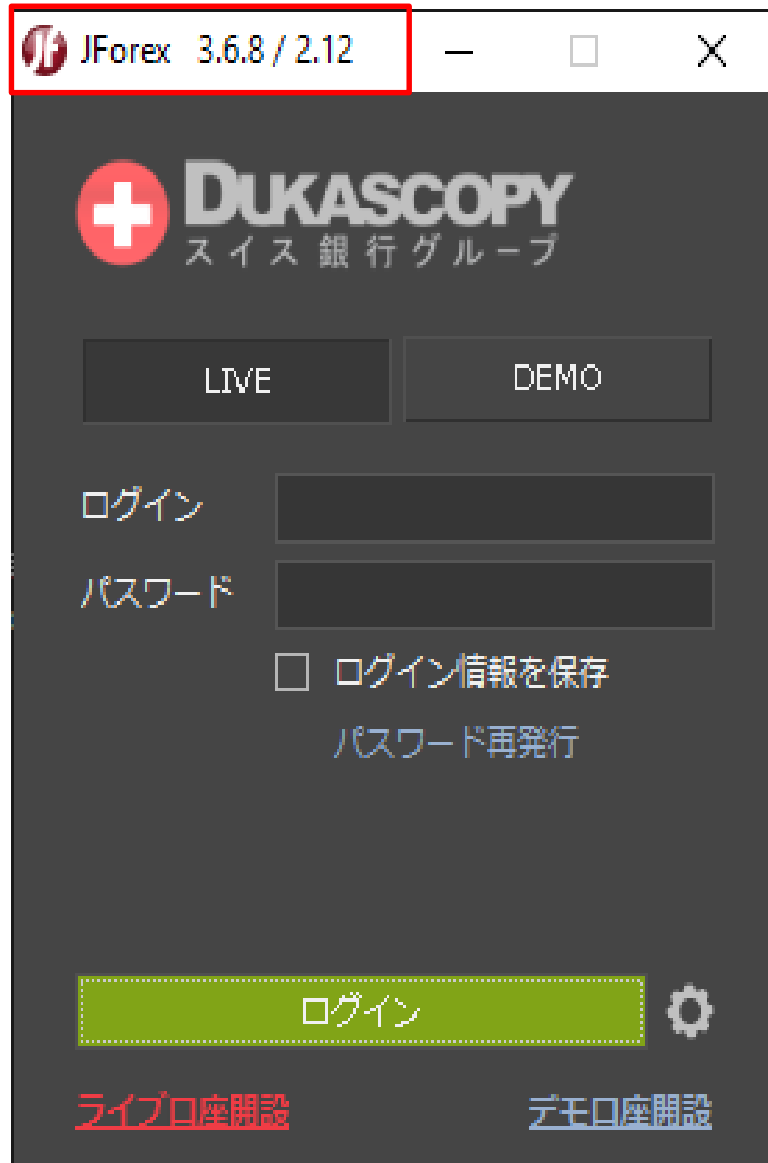 JForex 3.6.8 / 2.12
DUKASCOPY
スイス銀行グループ
LIVE DEMO
ログイン
パスワード
ログイン情報を保存
パスワード再発行
ログイン
ライブ口座開設 デモ口座開設